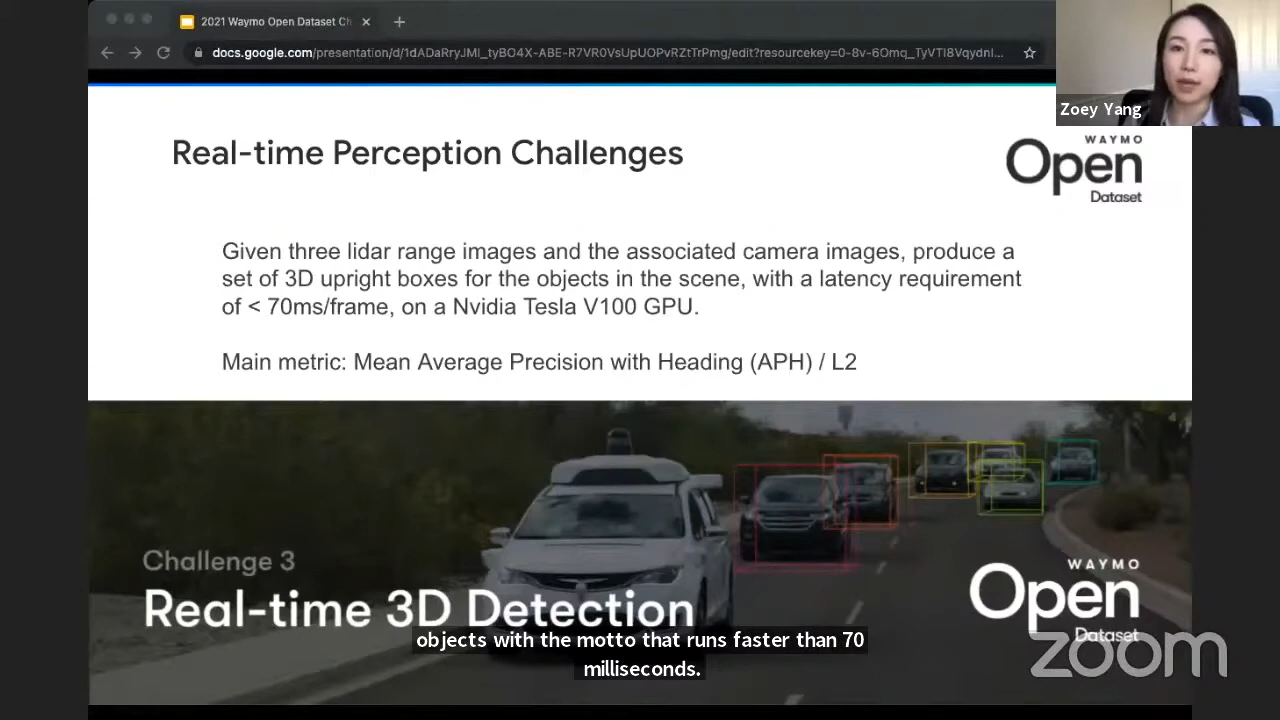 2021 Waymo Open Dataset Ch
docs.google.com/presentation/d/1dADaRryJMI_tyBO4X-ABE-R7VR0VsUpUOPvRZtTrPmg/edit?resourcekey=0-8v-6Omq_TyVTI8Vqydnl...
Zoey Yang
Real-time Perception Challenges
WAYMO
Open
Dataset
Given three lidar range images and the associated camera images, produce a
set of 3D upright boxes for the objects in the scene, with a latency requirement
of < 70ms/frame, on a Nvidia Tesla V100 GPU.
Main metric: Mean Average Precision with Heading (APH) / L2
Challenge 3
Real-time 3D Detection
WAYMO
Open
Dataset
objects with the motto that runs faster than 70
milliseconds.
zoom